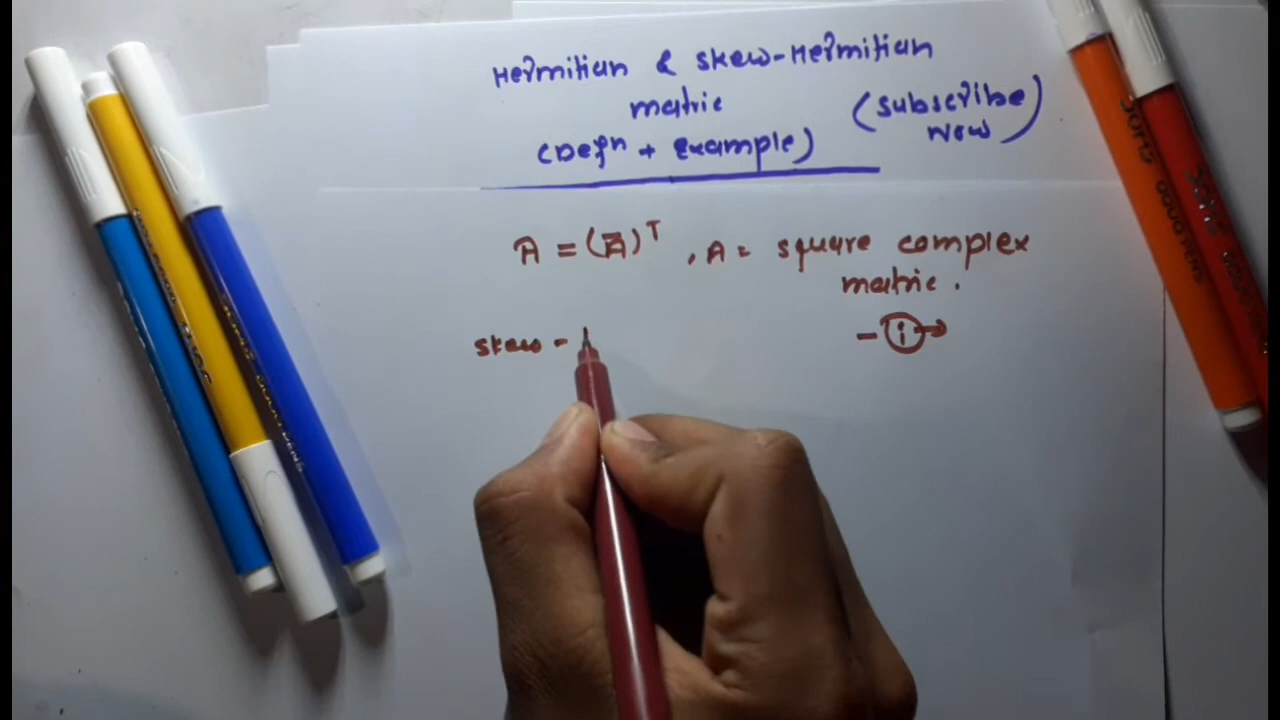 Hermitian & Skew-Hermitian
matric
(Defⁿ + example)
(Subscribe
Now)
A = (A̅)ᵀ , A = square complex
matric.
- i →
skew -